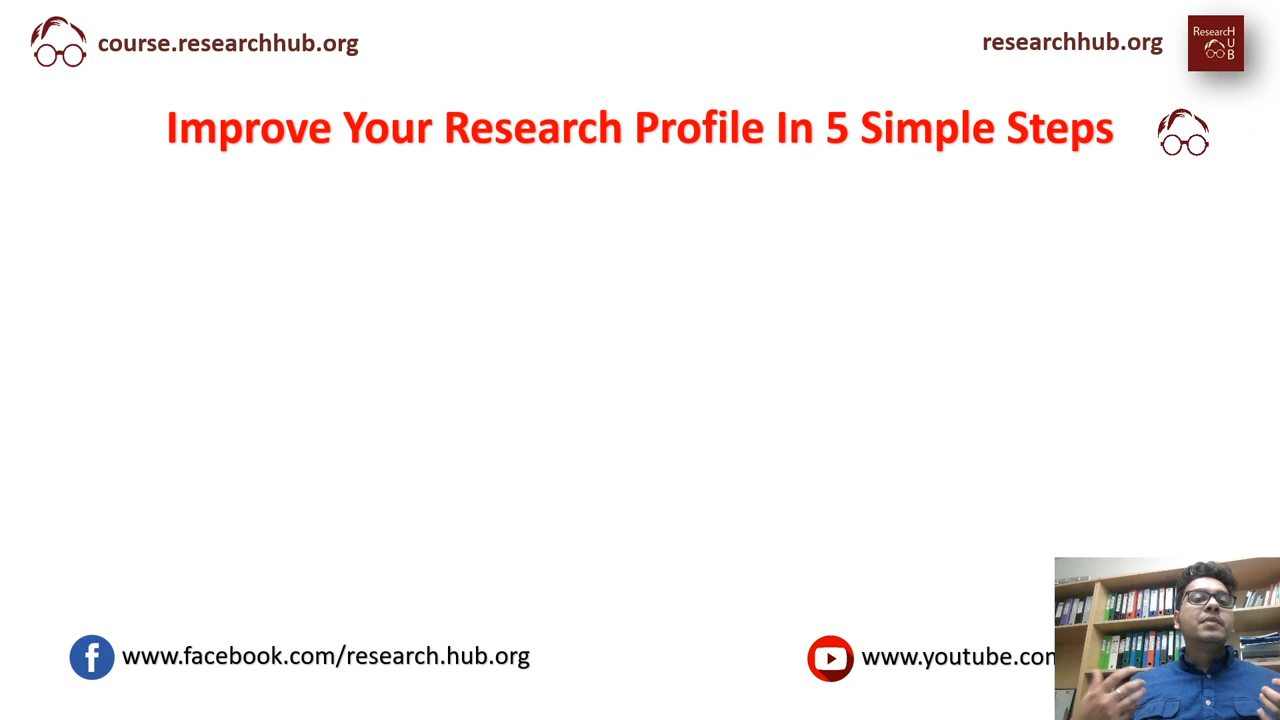 course.researchhub.org
researchhub.org
ResearcH
U
B
Improve Your Research Profile In 5 Simple Steps
www.facebook.com/research.hub.org
www.youtube.com